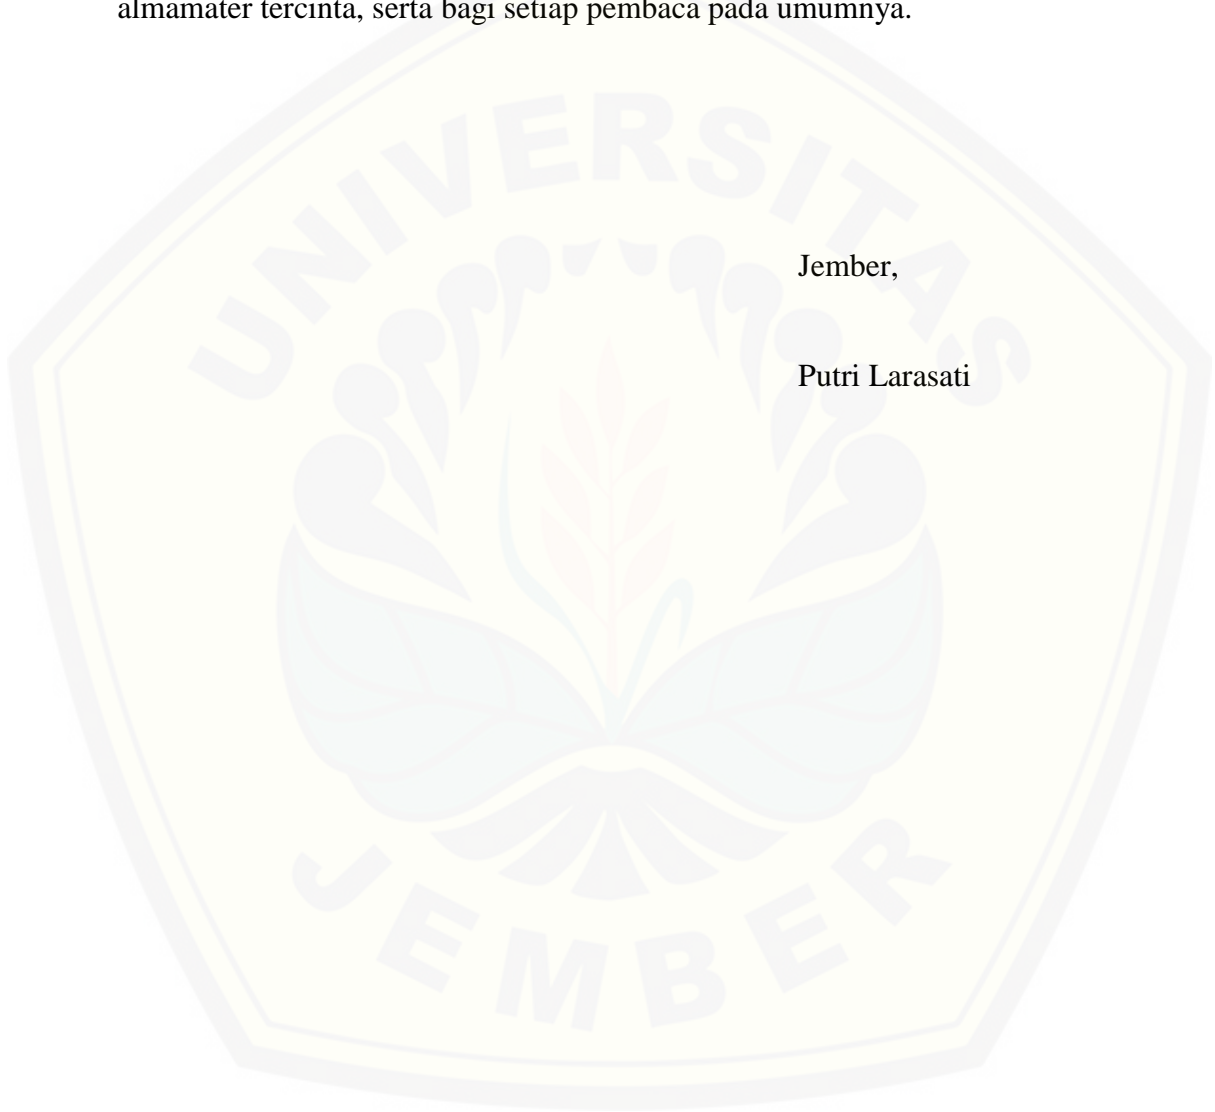 almamater tercinta, serta bagi setiap pembaca pada umumnya.
UNIVERSITAS
Jember,
Putri Larasati
JEMBER